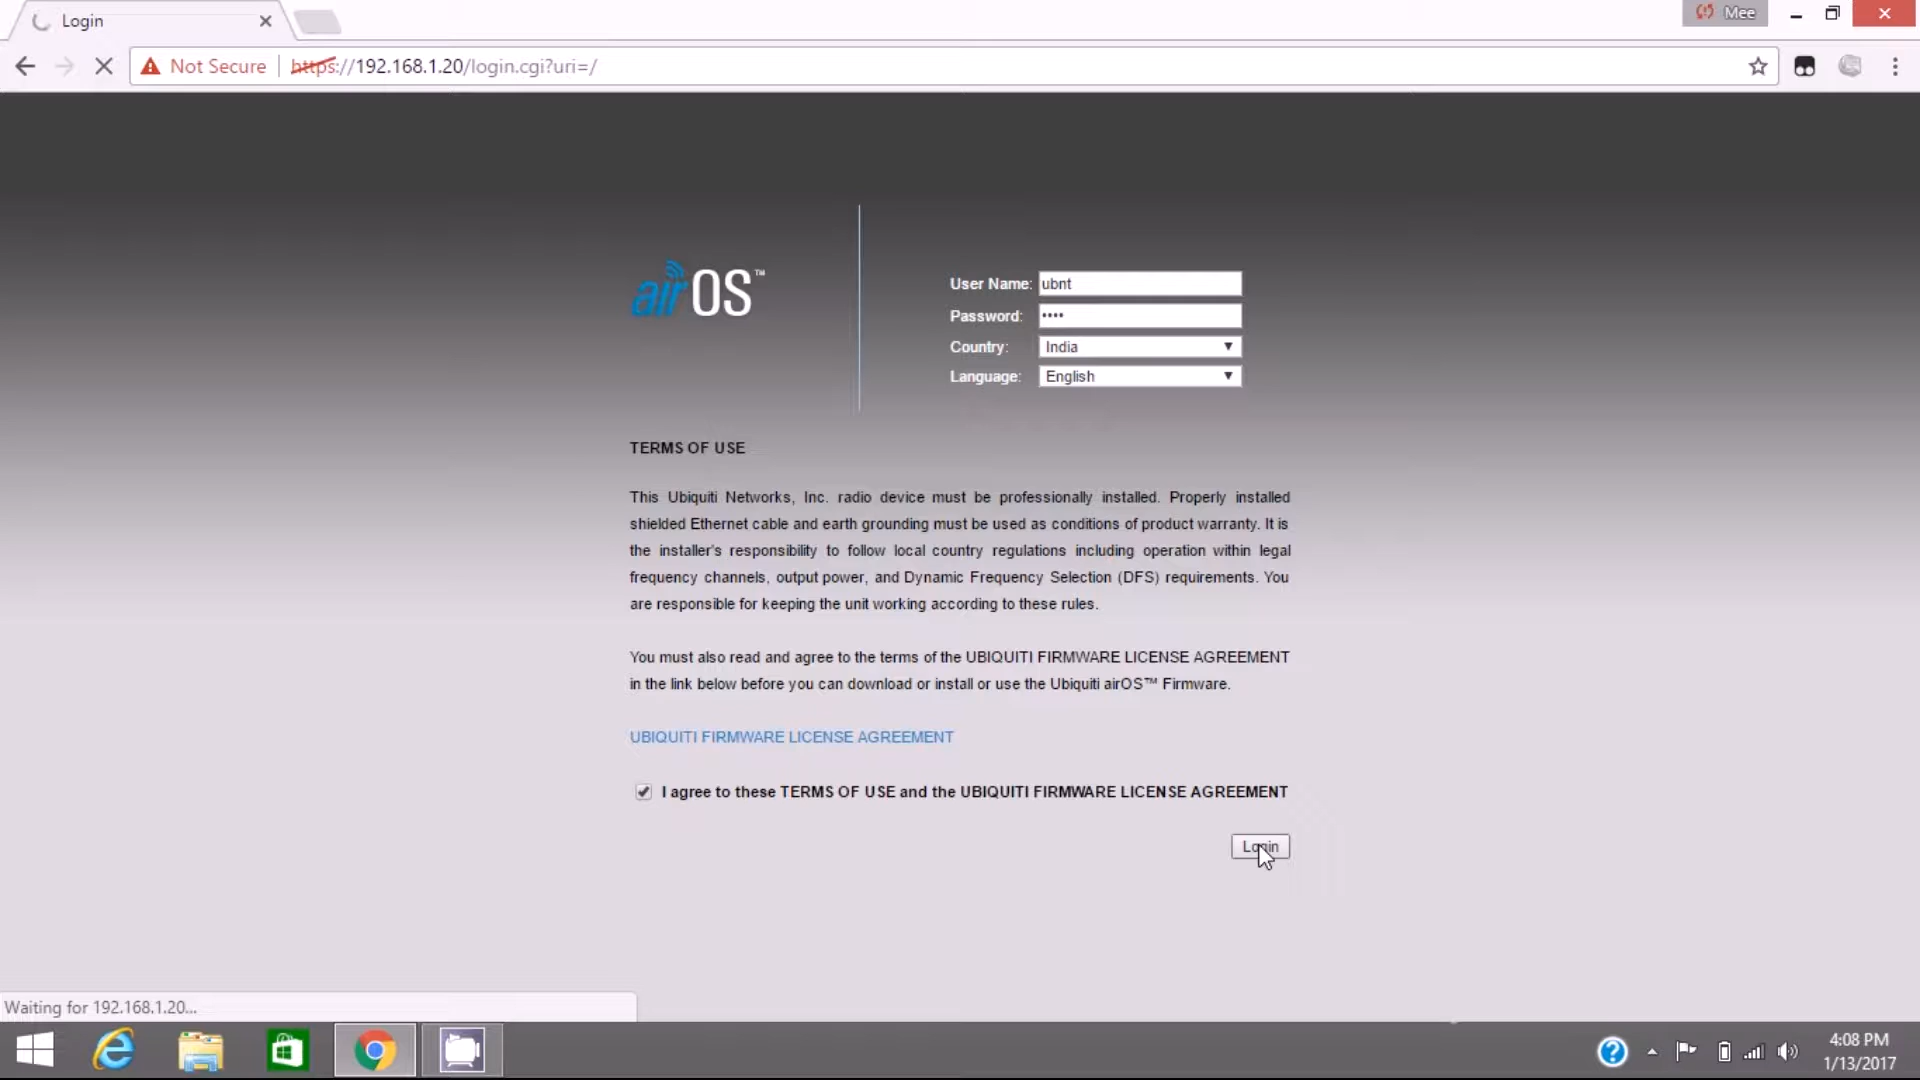 Login
Mee
Not Secure
https://192.168.1.20/login.cgi?uri=/
airOS™
User Name: ubnt
Password: ••••
Country: India
Language: English
TERMS OF USE
This Ubiquiti Networks, Inc. radio device must be professionally installed. Properly installed
shielded Ethernet cable and earth grounding must be used as conditions of product warranty. It is
the installer's responsibility to follow local country regulations including operation within legal
frequency channels, output power, and Dynamic Frequency Selection (DFS) requirements. You
are responsible for keeping the unit working according to these rules.
You must also read and agree to the terms of the UBIQUITI FIRMWARE LICENSE AGREEMENT
in the link below before you can download or install or use the Ubiquiti airOS™ Firmware.
UBIQUITI FIRMWARE LICENSE AGREEMENT
I agree to these TERMS OF USE and the UBIQUITI FIRMWARE LICENSE AGREEMENT
Login
Waiting for 192.168.1.20...
4:08 PM
1/13/2017